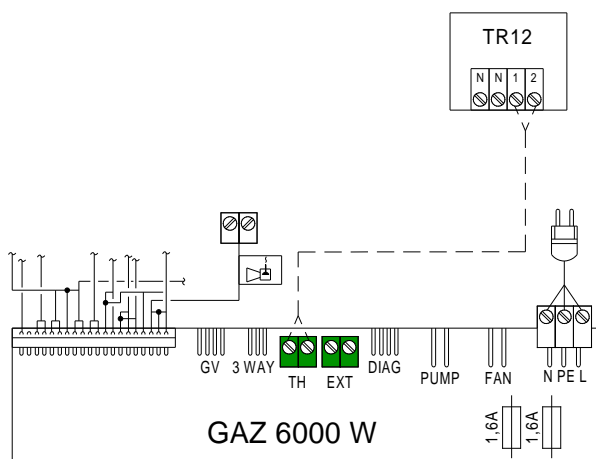 TR12
N N 1 2
GV 3 WAY TH EXT DIAG PUMP FAN N PE L
1,6A 1,6A
GAZ 6000 W